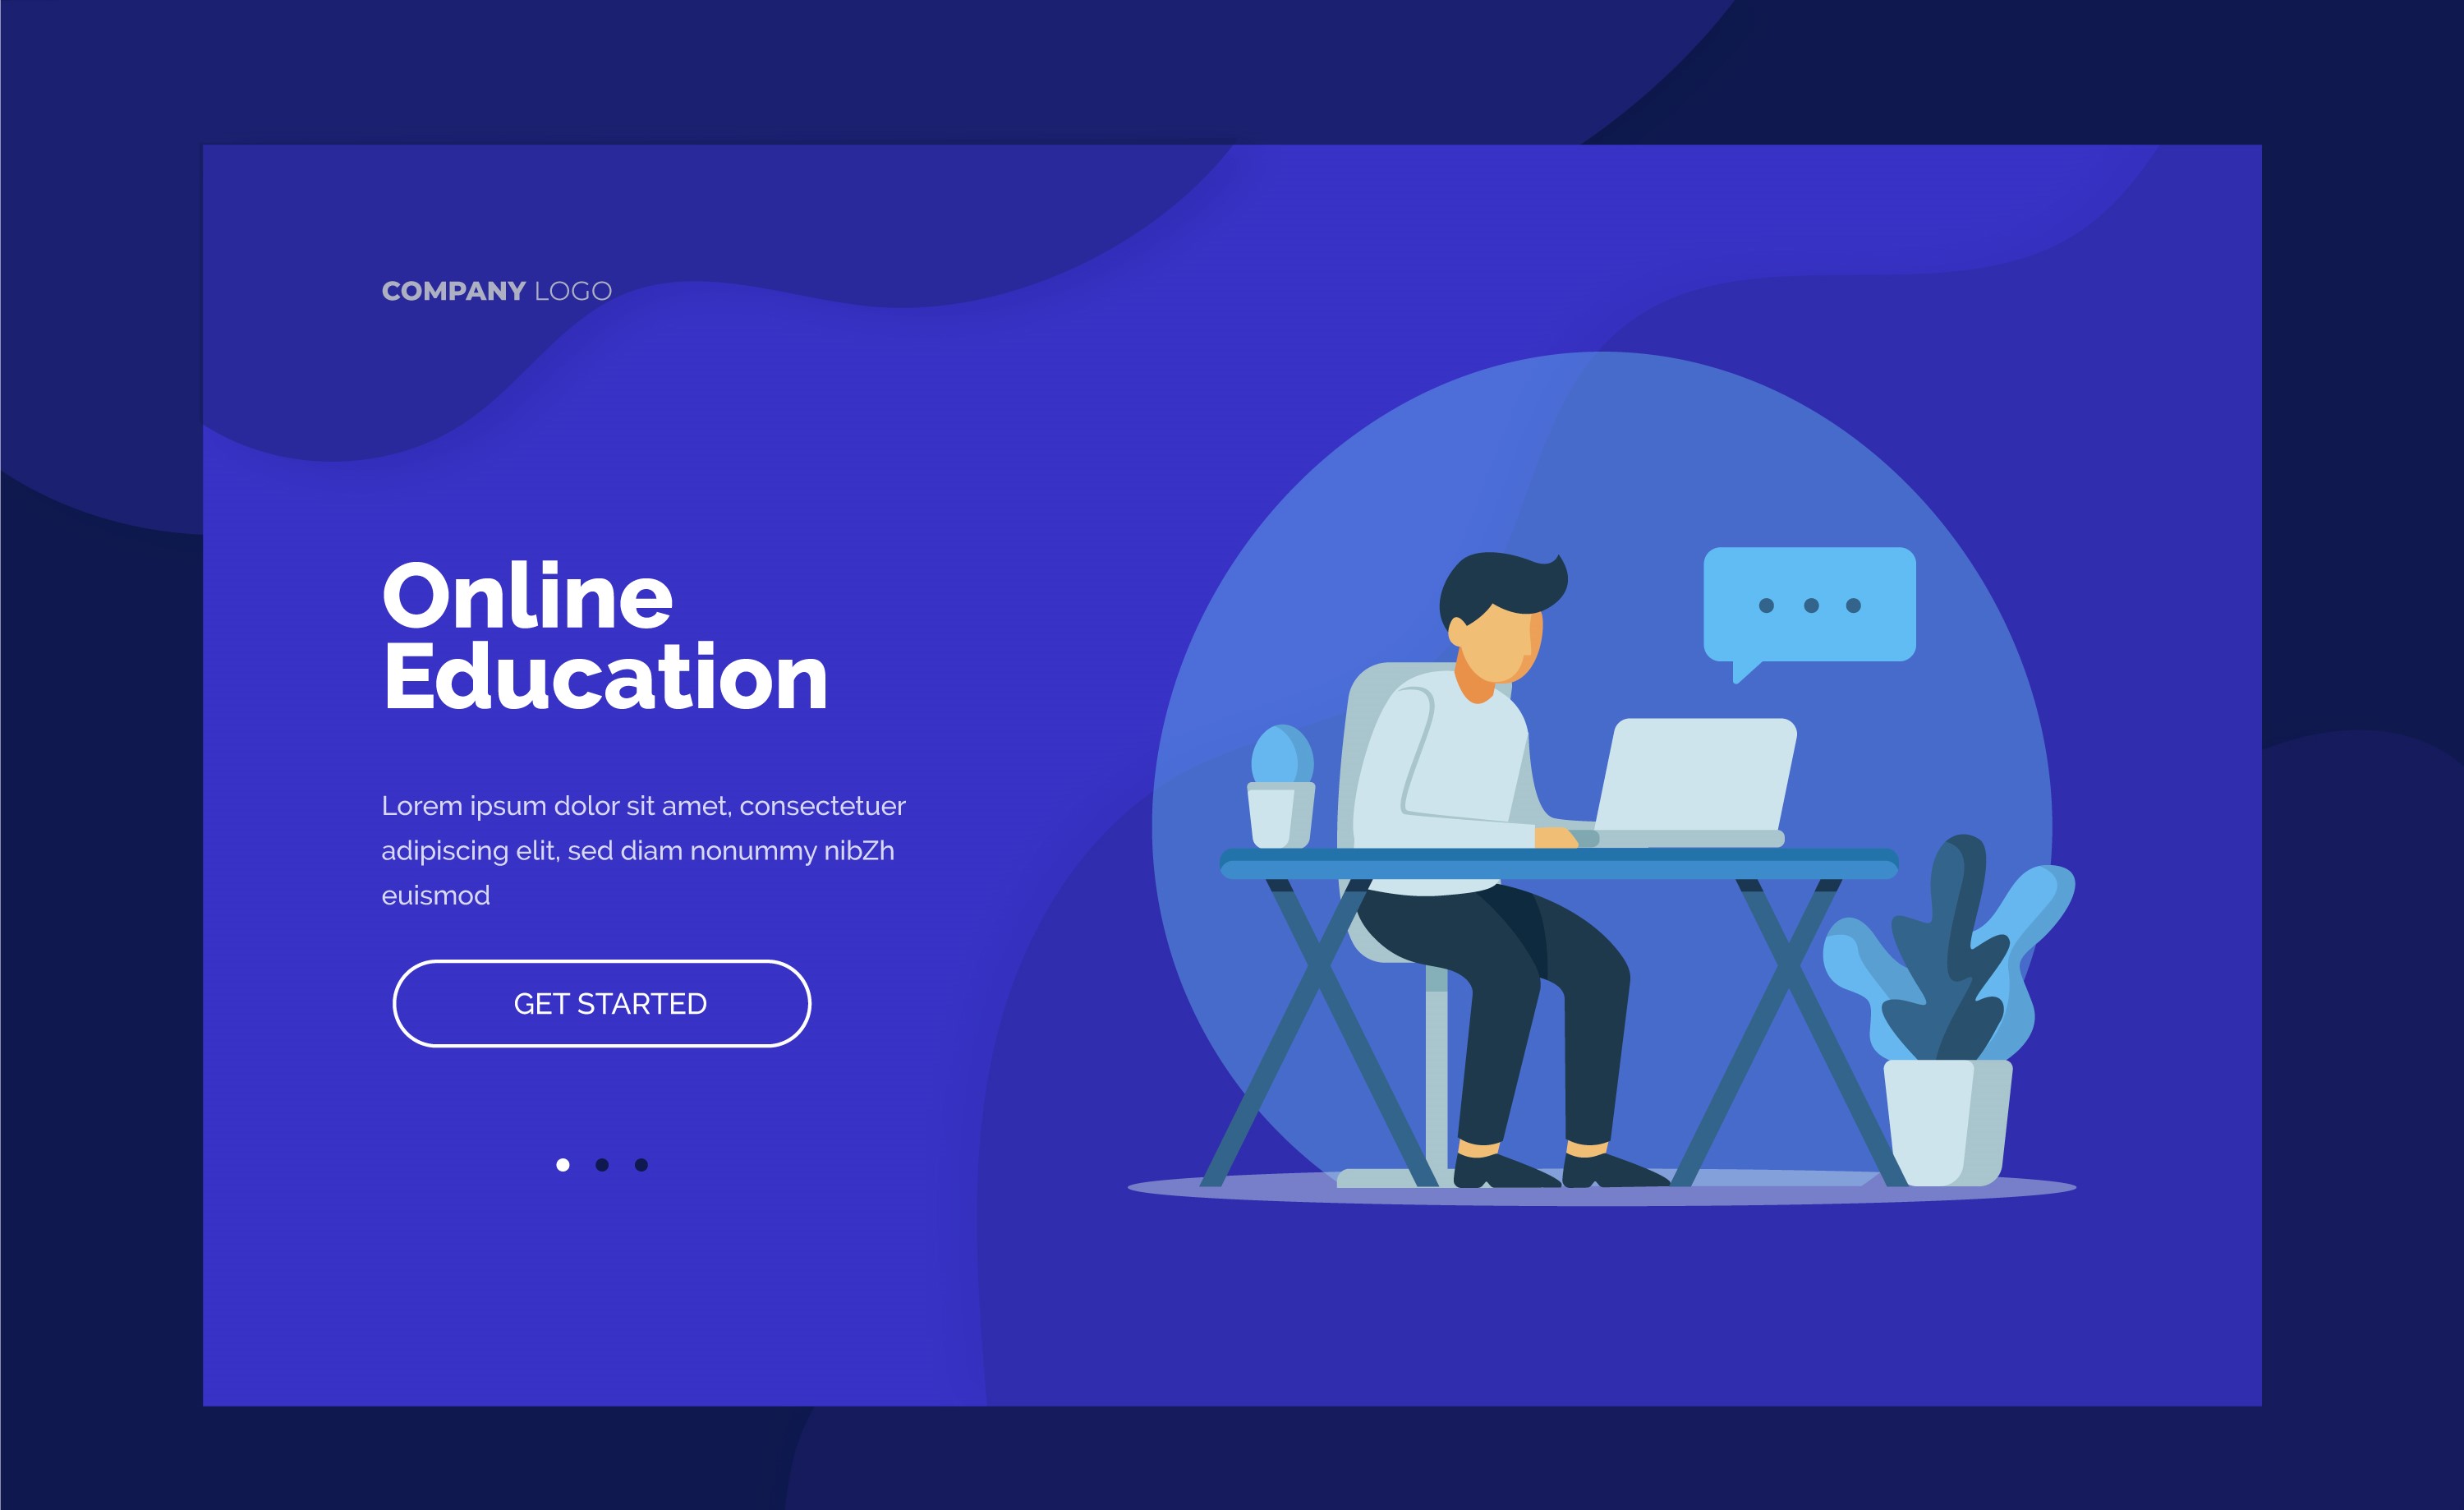 COMPANY LOGO
Online
Education
Lorem ipsum dolor sit amet, consectetuer
adipiscing elit, sed diam nonummy nibZh
euismod
GET STARTED